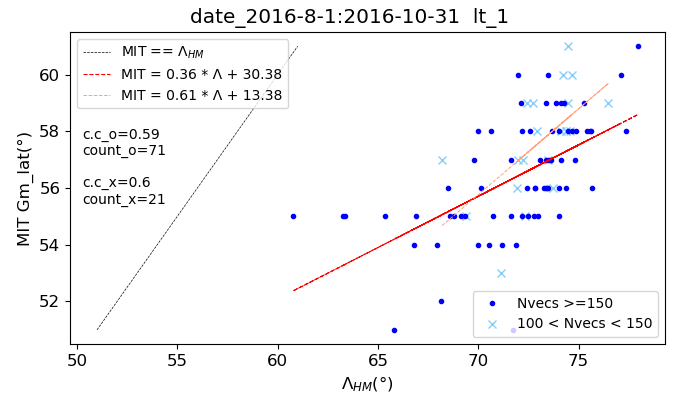 date_2016-8-1:2016-10-31  lt_1
MIT == Λ_HM
MIT = 0.36 * Λ + 30.38
MIT = 0.61 * Λ + 13.38
c.c_o=0.59
count_o=71
c.c_x=0.6
count_x=21
MIT Gm_lat(°)
60
58
56
54
52
Nvecs >=150
100 < Nvecs < 150
50
55
60
65
70
75
Λ_HM(°)